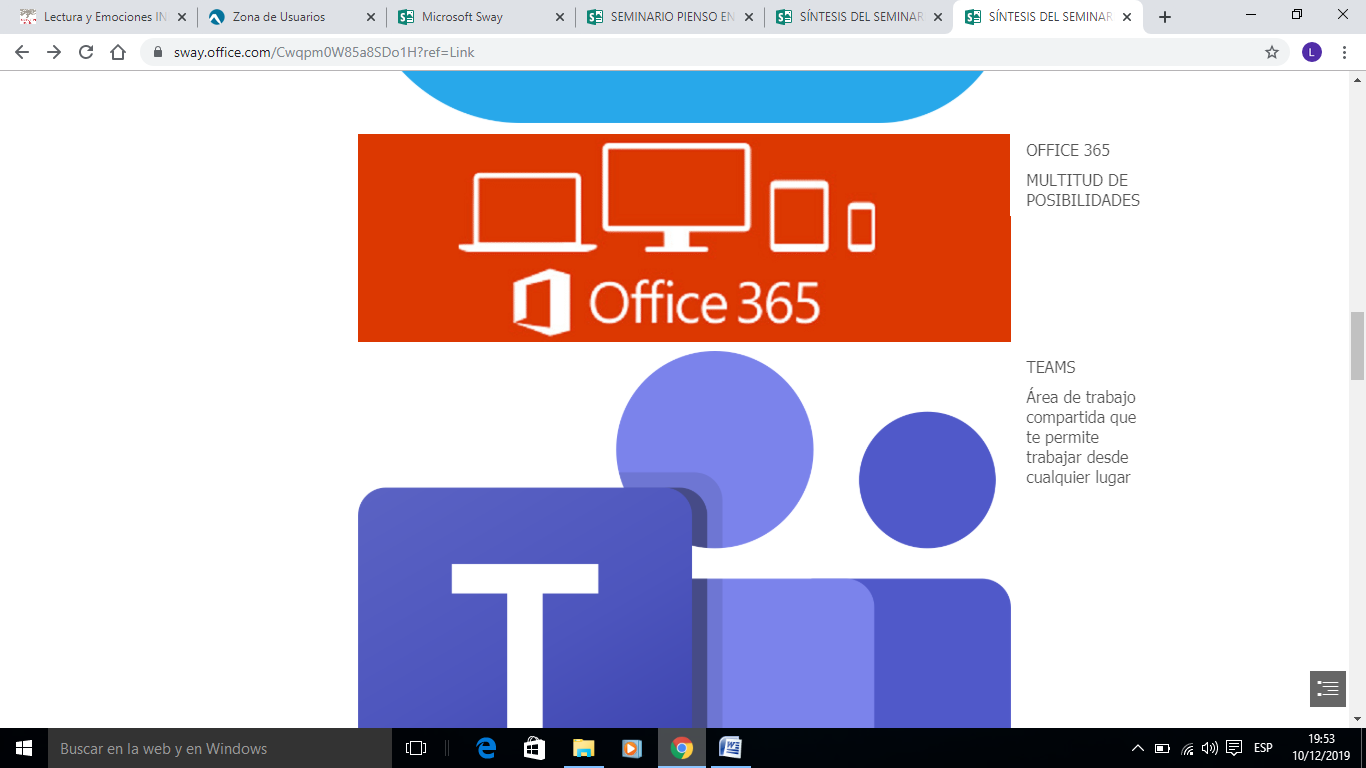 Lectura y Emociones IN
Zona de Usuarios
Microsoft Sway
SEMINARIO PIENSO EN
SÍNTESIS DEL SEMINAR
SÍNTESIS DEL SEMINAR
sway.office.com/Cwqpm0W85a8SDo1H?ref=Link
L
OFFICE 365
MULTITUD DE
POSIBILIDADES
Office 365
TEAMS
Área de trabajo
compartida que
te permite
trabajar desde
cualquier lugar
T
Buscar en la web y en Windows
ESP
19:53
10/12/2019